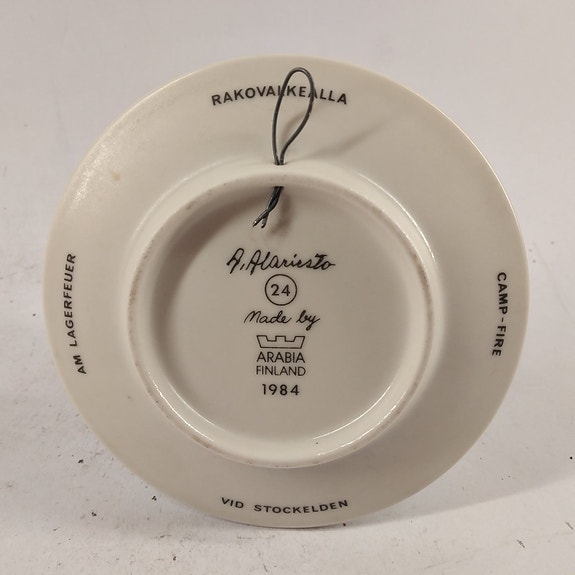 RAKOVALKEALLA
A. Alariesto
24
Made by
ARABIA
FINLAND
1984
AM LAGERFEUER
CAMP-FIRE
VID STOCKELDEN